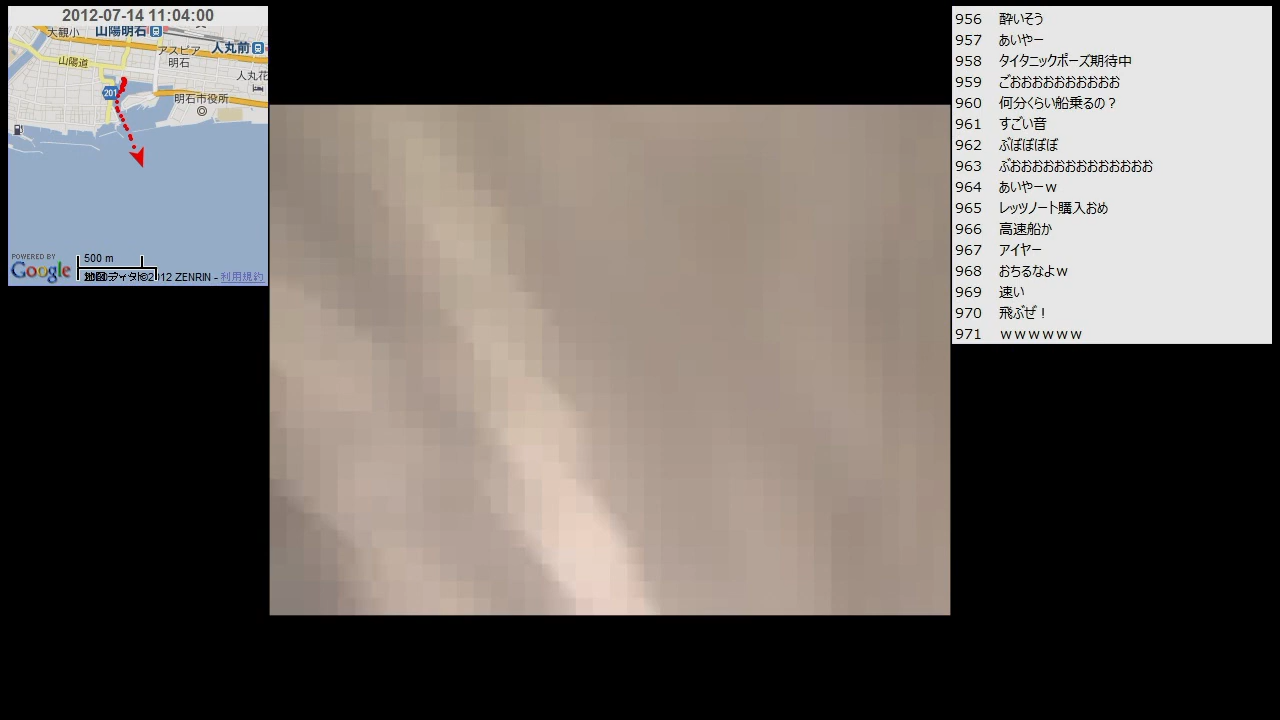 2012-07-14 11:04:00
大観小
山陽明石
人丸前
アスピア
明石
山陽道
人丸花
201
明石市役所
POWERED BY
Google
500 m
©2012 ZENRIN - 利用規約
956 酔いそう
957 あいやー
958 タイタニックポーズ期待中
959 ごおおおおおおおおおお
960 何分くらい船乗るの？
961 すごい音
962 ぶぼぼぼぼ
963 ぶおおおおおおおおおおおおお
964 あいやーｗ
965 レッツノート購入おめ
966 高速船か
967 アイヤー
968 おちるなよｗ
969 速い
970 飛ぶぜ！
971 ｗｗｗｗｗｗ